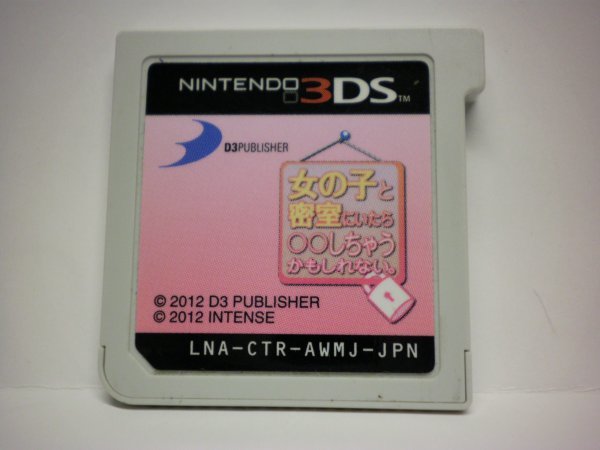 NINTENDO 3DS™
D3PUBLISHER
女の子と
密室にいたら
○○しちゃう
かもしれない。
© 2012 D3 PUBLISHER
© 2012 INTENSE
LNA-CTR-AWMJ-JPN